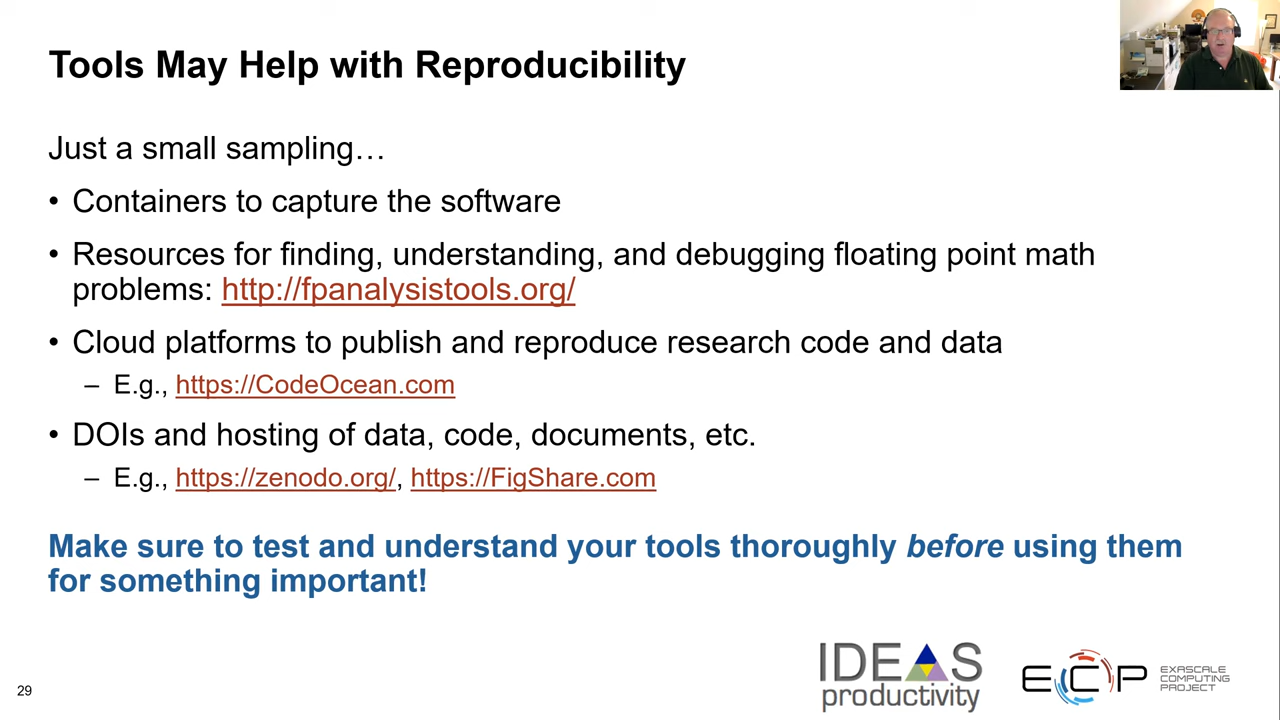 Tools May Help with Reproducibility
Just a small sampling…
• Containers to capture the software
• Resources for finding, understanding, and debugging floating point math
problems: http://fpanalysistools.org/
• Cloud platforms to publish and reproduce research code and data
– E.g., https://CodeOcean.com
• DOIs and hosting of data, code, documents, etc.
– E.g., https://zenodo.org/, https://FigShare.com
Make sure to test and understand your tools thoroughly before using them
for something important!
29
IDEAS
productivity
ECP
EXASCALE
COMPUTING
PROJECT